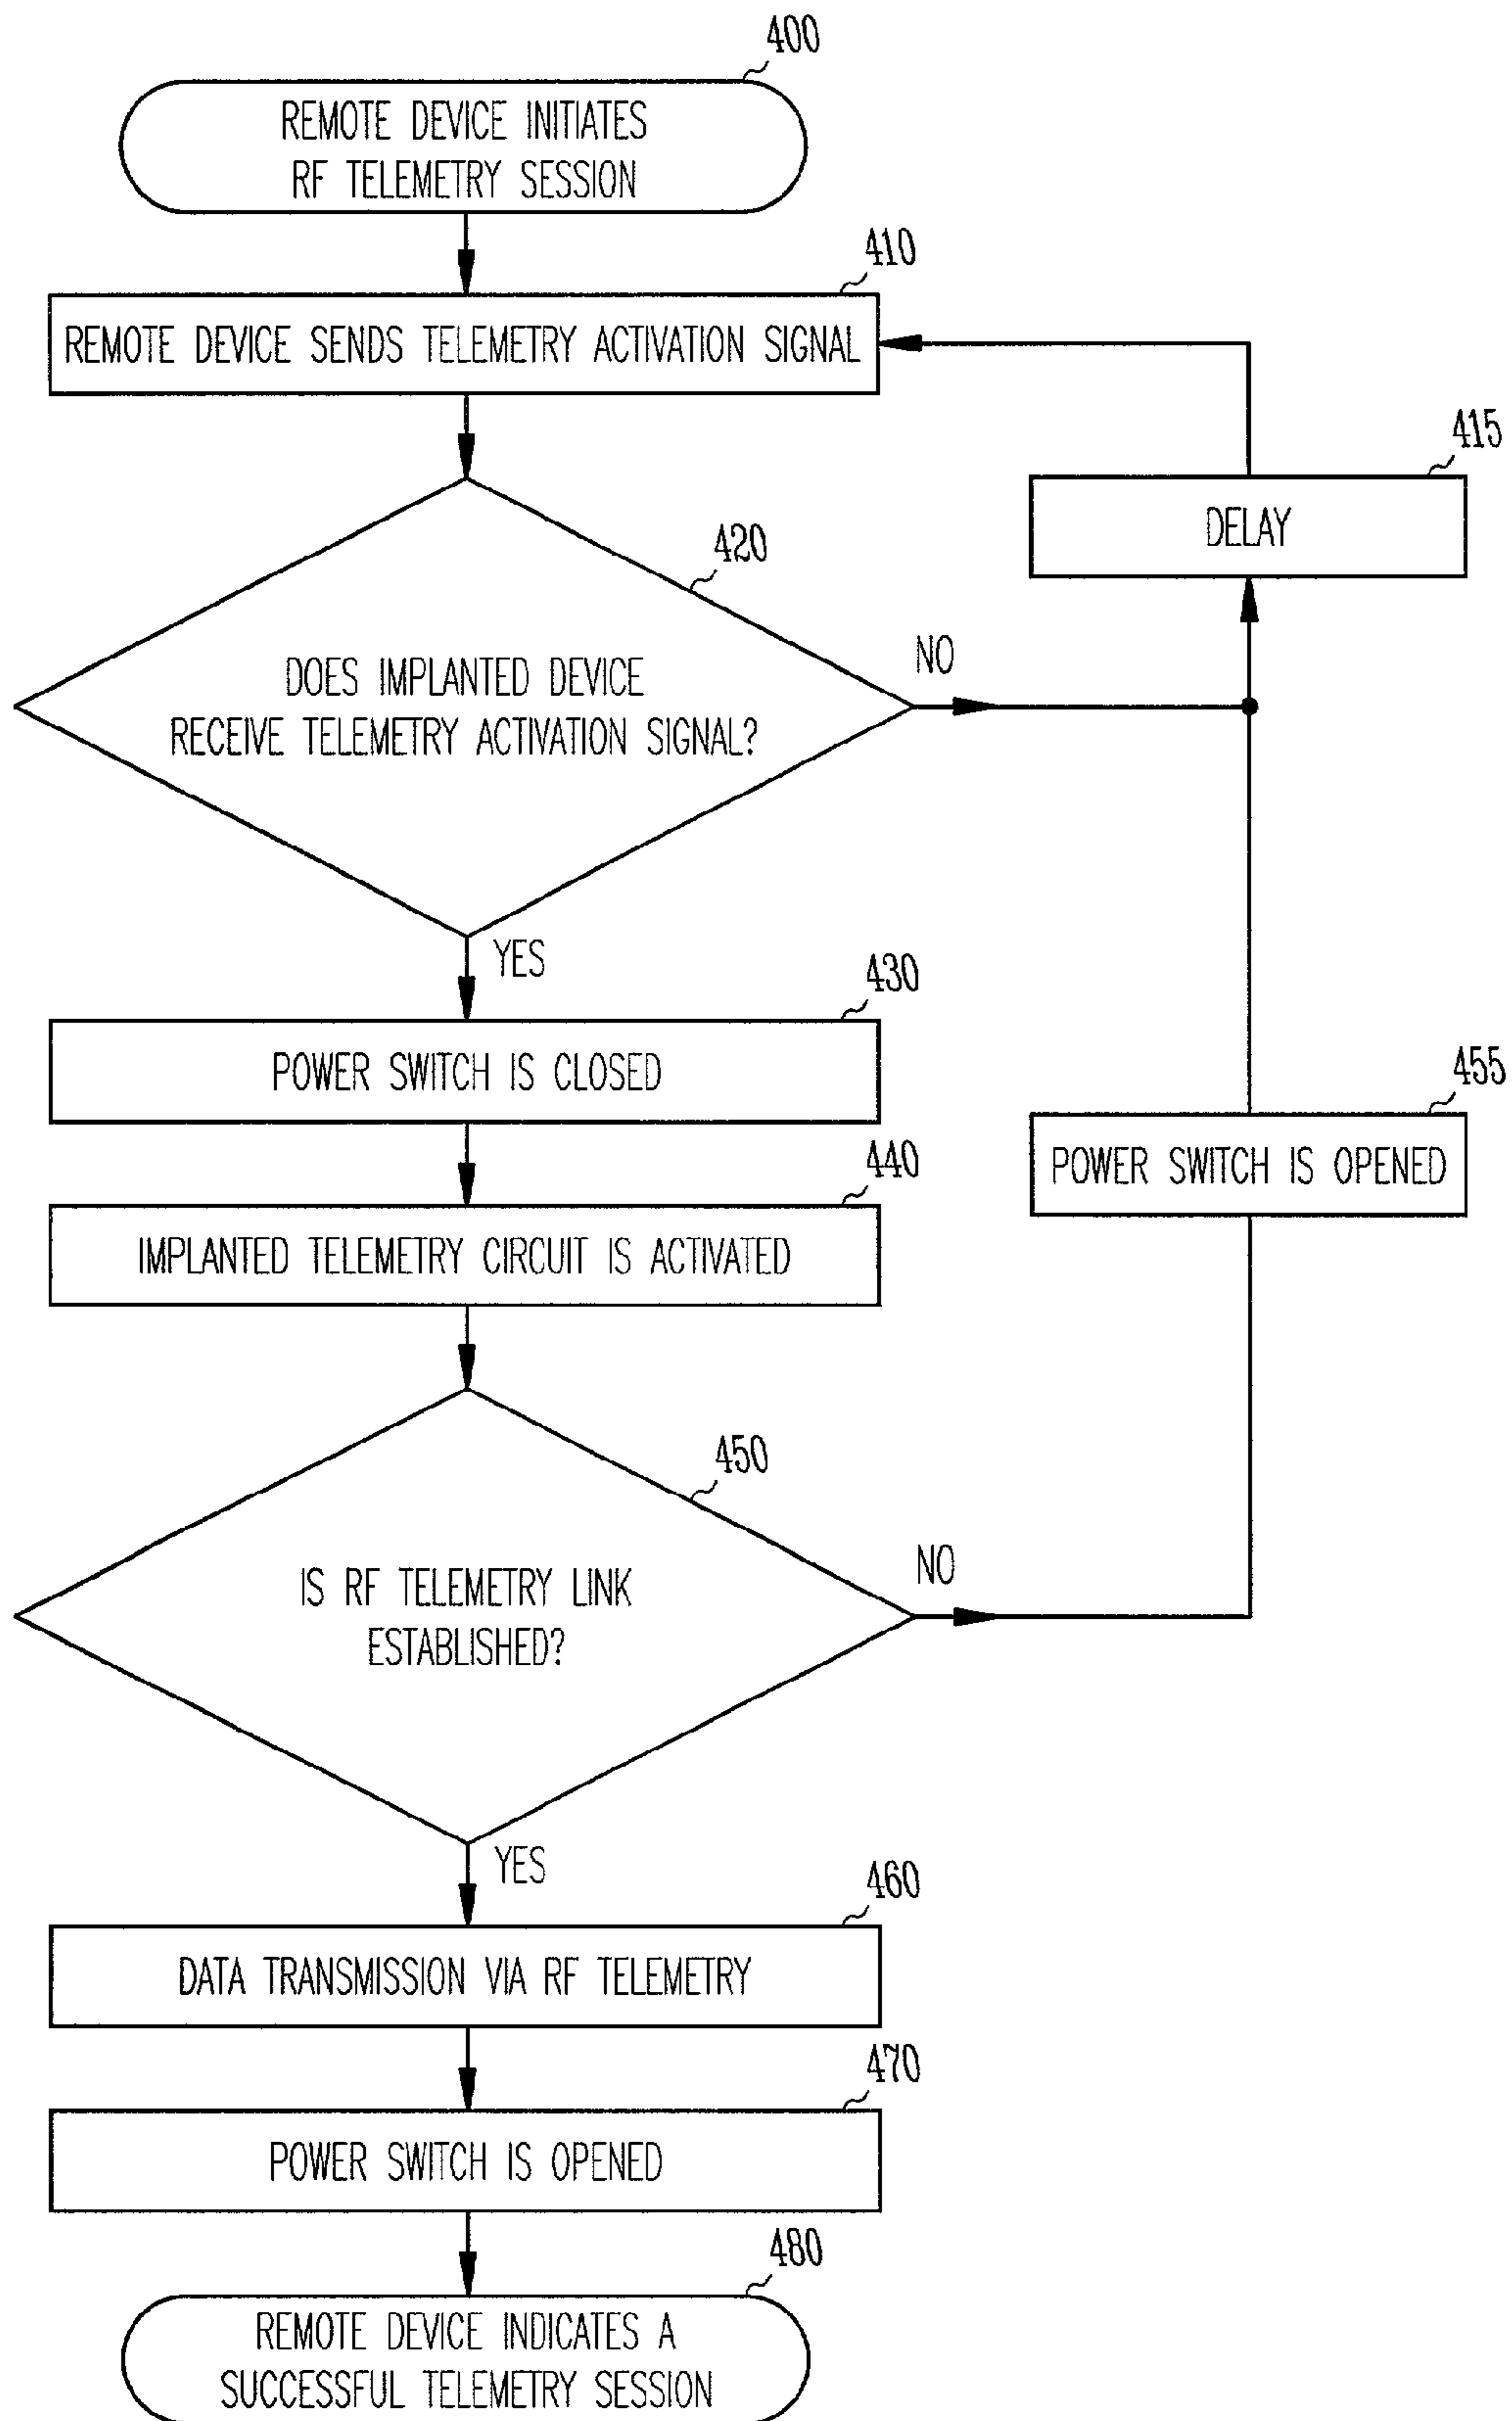 400
REMOTE DEVICE INITIATES
RF TELEMETRY SESSION
410
REMOTE DEVICE SENDS TELEMETRY ACTIVATION SIGNAL
415
DELAY
420
DOES IMPLANTED DEVICE
RECEIVE TELEMETRY ACTIVATION SIGNAL?
NO
YES
430
POWER SWITCH IS CLOSED
455
POWER SWITCH IS OPENED
440
IMPLANTED TELEMETRY CIRCUIT IS ACTIVATED
450
IS RF TELEMETRY LINK
ESTABLISHED?
NO
YES
460
DATA TRANSMISSION VIA RF TELEMETRY
470
POWER SWITCH IS OPENED
480
REMOTE DEVICE INDICATES A
SUCCESSFUL TELEMETRY SESSION